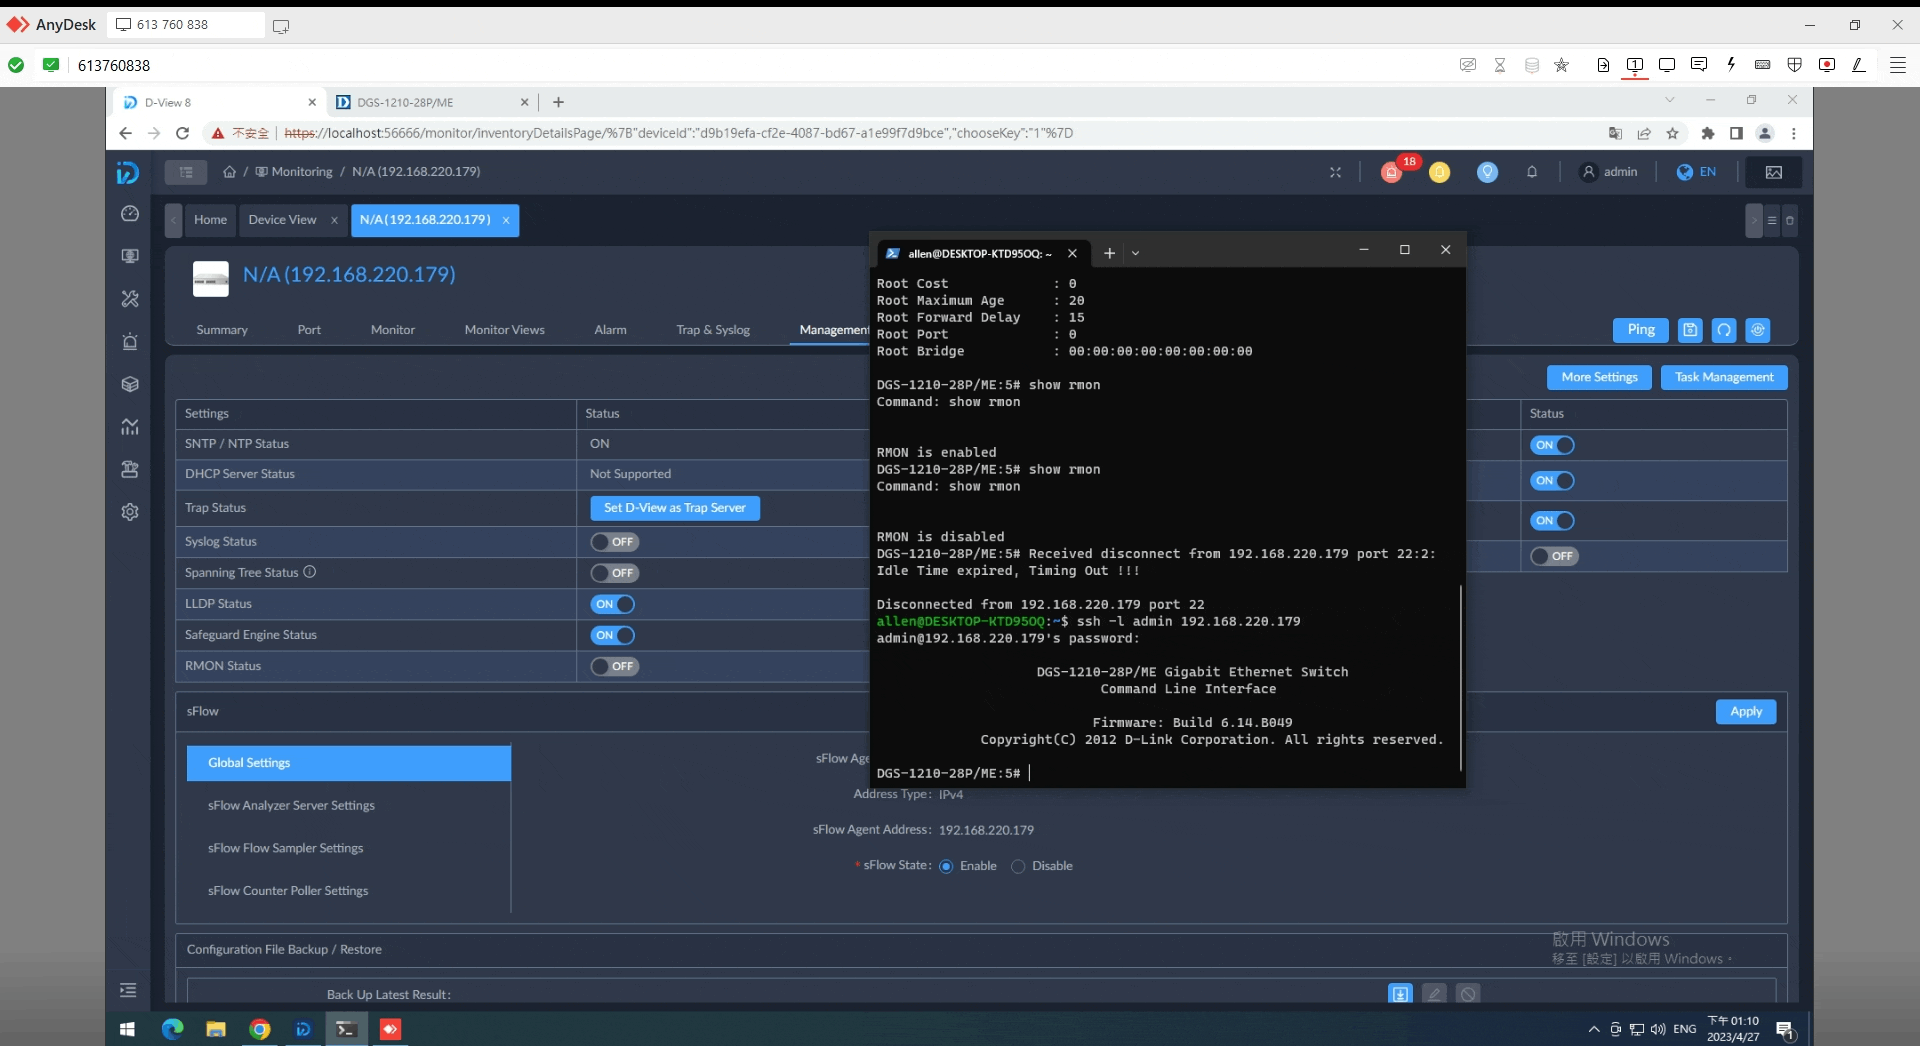 AnyDesk
613 760 838
613760838
D-View 8
DGS-1210-28P/ME
不安全
https://localhost:56666/monitor/inventoryDetailsPage/%7B"deviceId":"d9b19efa-cf2e-4087-bd67-a1e99f7d9bce","chooseKey":"1"%7D
/ Monitoring / N/A (192.168.220.179)
18
admin
EN
Home
Device View
N/A(192.168.220.179)
N/A (192.168.220.179)
Summary
Port
Monitor
Monitor Views
Alarm
Trap & Syslog
Management
Ping
More Settings
Task Management
Settings
Status
SNTP / NTP Status
ON
DHCP Server Status
Not Supported
Trap Status
Set D-View as Trap Server
Syslog Status
OFF
Spanning Tree Status
OFF
LLDP Status
ON
Safeguard Engine Status
ON
RMON Status
OFF
Status
ON
ON
ON
OFF
allen@DESKTOP-KTD95OQ: ~
Root Cost : 0
Root Maximum Age : 20
Root Forward Delay : 15
Root Port : 0
Root Bridge : 00:00:00:00:00:00:00:00
DGS-1210-28P/ME:5# show rmon
Command: show rmon
RMON is enabled
DGS-1210-28P/ME:5# show rmon
Command: show rmon
RMON is disabled
DGS-1210-28P/ME:5# Received disconnect from 192.168.220.179 port 22:2:
Idle Time expired, Timing Out !!!
Disconnected from 192.168.220.179 port 22
allen@DESKTOP-KTD95OQ:~$ ssh -l admin 192.168.220.179
admin@192.168.220.179's password:
DGS-1210-28P/ME Gigabit Ethernet Switch
Command Line Interface
Firmware: Build 6.14.B049
Copyright(C) 2012 D-Link Corporation. All rights reserved.
DGS-1210-28P/ME:5#
sFlow
Apply
Global Settings
sFlow Analyzer Server Settings
sFlow Flow Sampler Settings
sFlow Counter Poller Settings
sFlow Age
Address Type: IPv4
sFlow Agent Address: 192.168.220.179
* sFlow State: Enable Disable
Configuration File Backup / Restore
Back Up Latest Result:
啟用 Windows
移至 [設定] 以啟用 Windows。
ENG
下午 01:10
2023/4/27
1